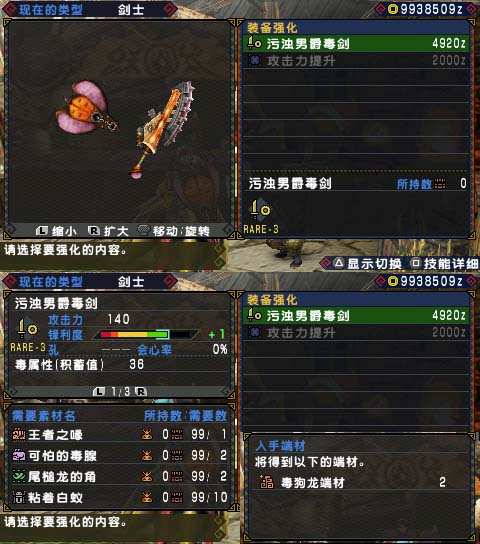 现在的类型 剑士
9938509z
装备强化
污浊男爵毒剑 4920z
攻击力提升 2000z
污浊男爵毒剑 所持数 0
RARE-3
L 缩小 R 扩大 移动/旋转
请选择要强化的内容。
△显示切换 □技能详细
现在的类型 剑士
9938509z
污浊男爵毒剑
攻击力 140
锋利度 +1
RARE-3 孔 --- 会心率 0%
毒属性(积蓄值) 36
L 1/3 R
需要素材名 所持数:需要数
王者之喙 0 99/ 1
可怕的毒腺 0 99/ 2
尾槌龙的角 0 99/ 2
粘着白蚁 0 99/10
请选择要强化的内容。
装备强化
污浊男爵毒剑 4920z
攻击力提升 2000z
入手端材
将得到以下的端材。
毒狗龙端材 2